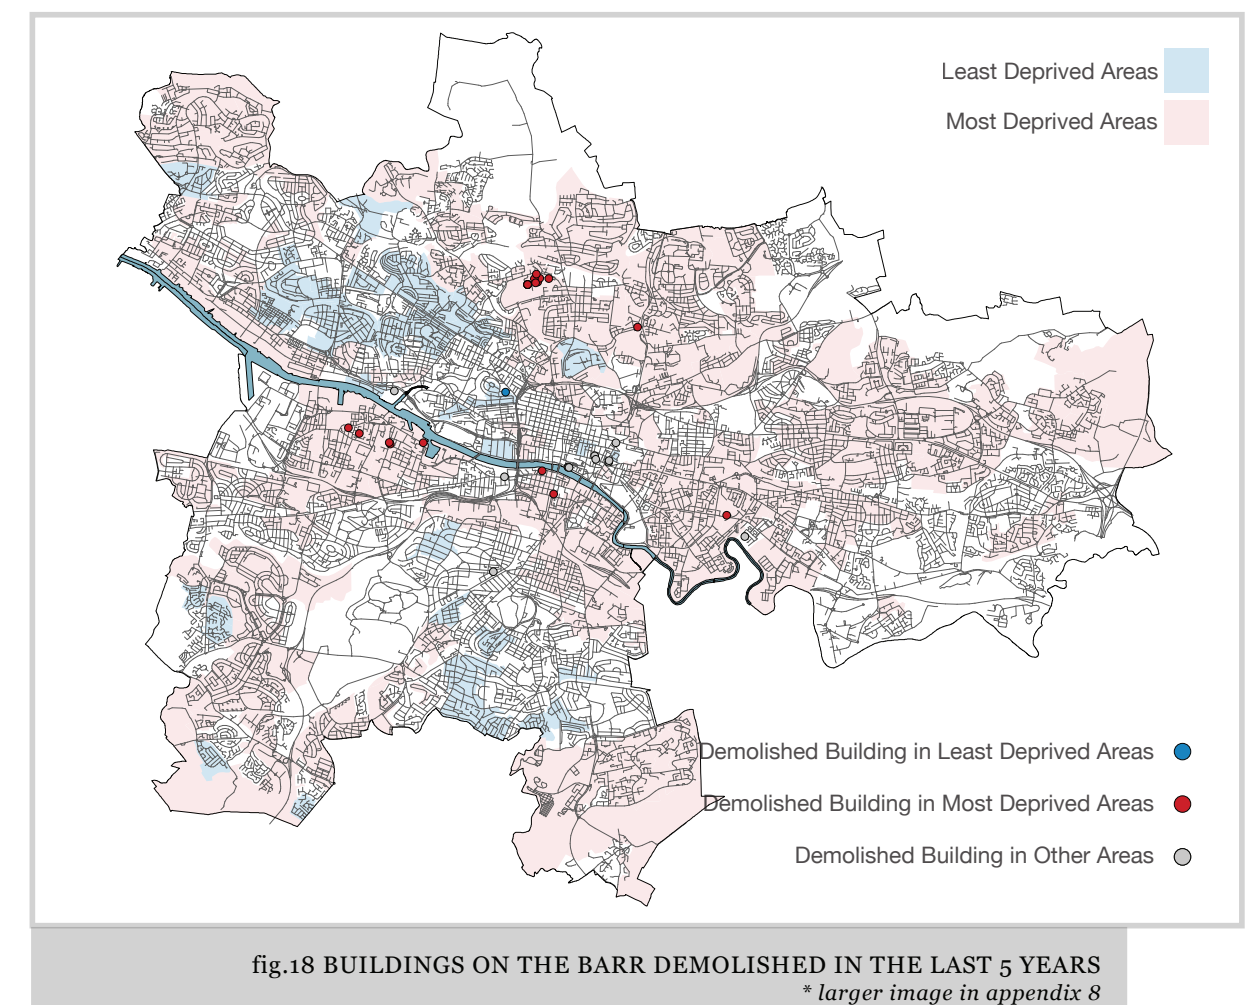 Least Deprived Areas
Most Deprived Areas
Demolished Building in Least Deprived Areas
Demolished Building in Most Deprived Areas
Demolished Building in Other Areas
fig.18 BUILDINGS ON THE BARR DEMOLISHED IN THE LAST 5 YEARS
* larger image in appendix 8